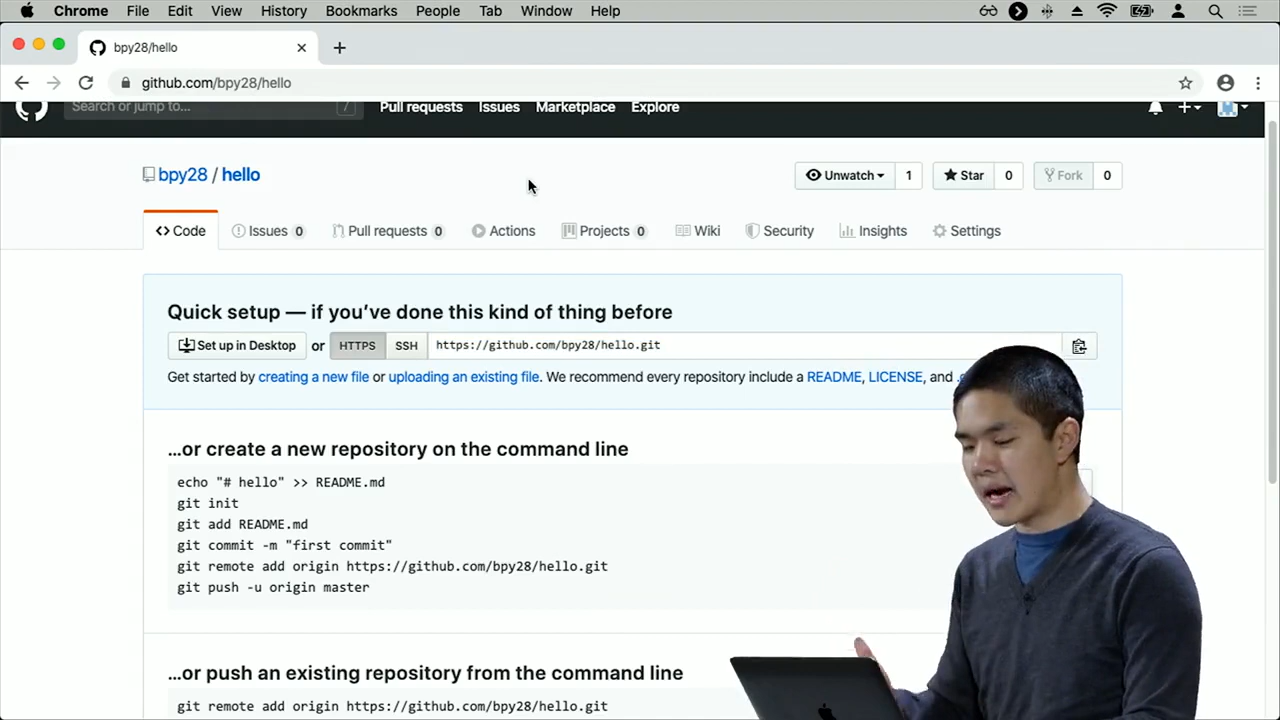 Chrome File Edit View History Bookmarks People Tab Window Help
bpy28/hello
github.com/bpy28/hello
Search or jump to... / Pull requests Issues Marketplace Explore
bpy28 / hello Unwatch 1 Star 0 Fork 0
Code Issues 0 Pull requests 0 Actions Projects 0 Wiki Security Insights Settings
Quick setup — if you’ve done this kind of thing before
Set up in Desktop or HTTPS SSH https://github.com/bpy28/hello.git
Get started by creating a new file or uploading an existing file. We recommend every repository include a README, LICENSE, and
…or create a new repository on the command line
echo "# hello" >> README.md
git init
git add README.md
git commit -m "first commit"
git remote add origin https://github.com/bpy28/hello.git
git push -u origin master
…or push an existing repository from the command line
git remote add origin https://github.com/bpy28/hello.git